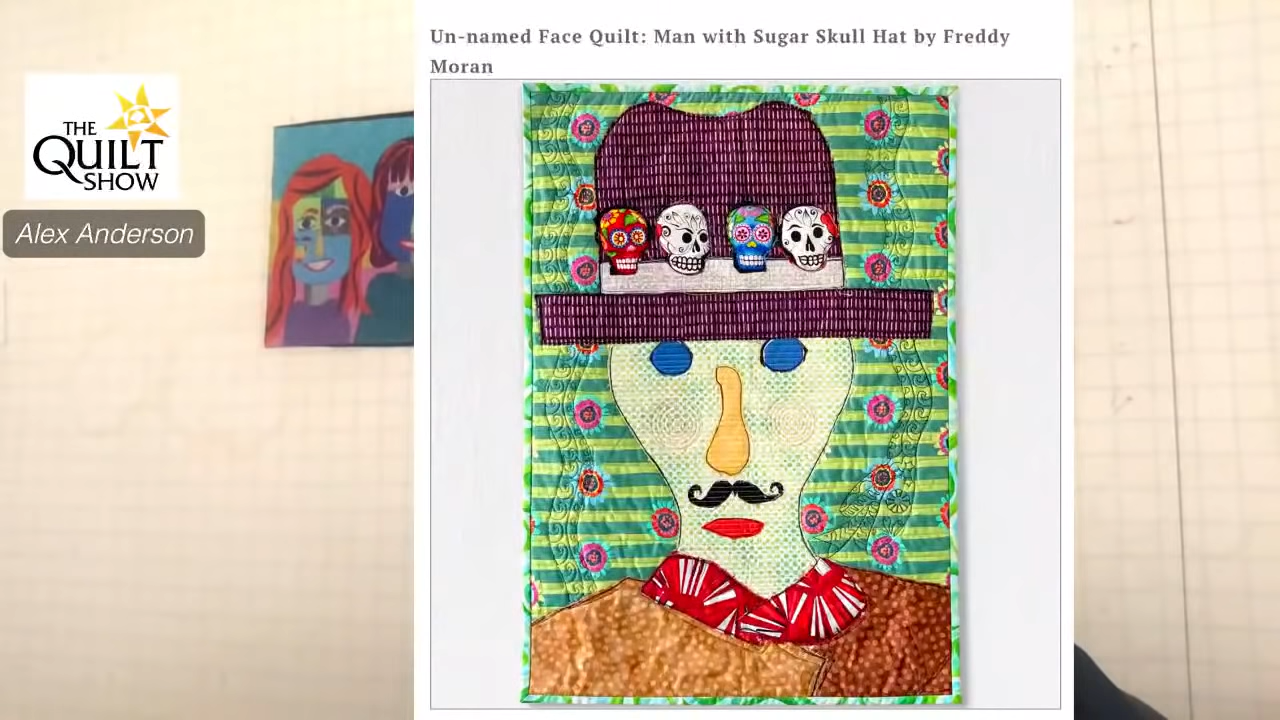 Un-named Face Quilt: Man with Sugar Skull Hat by Freddy
Moran
THE
QUILT
SHOW
Alex Anderson